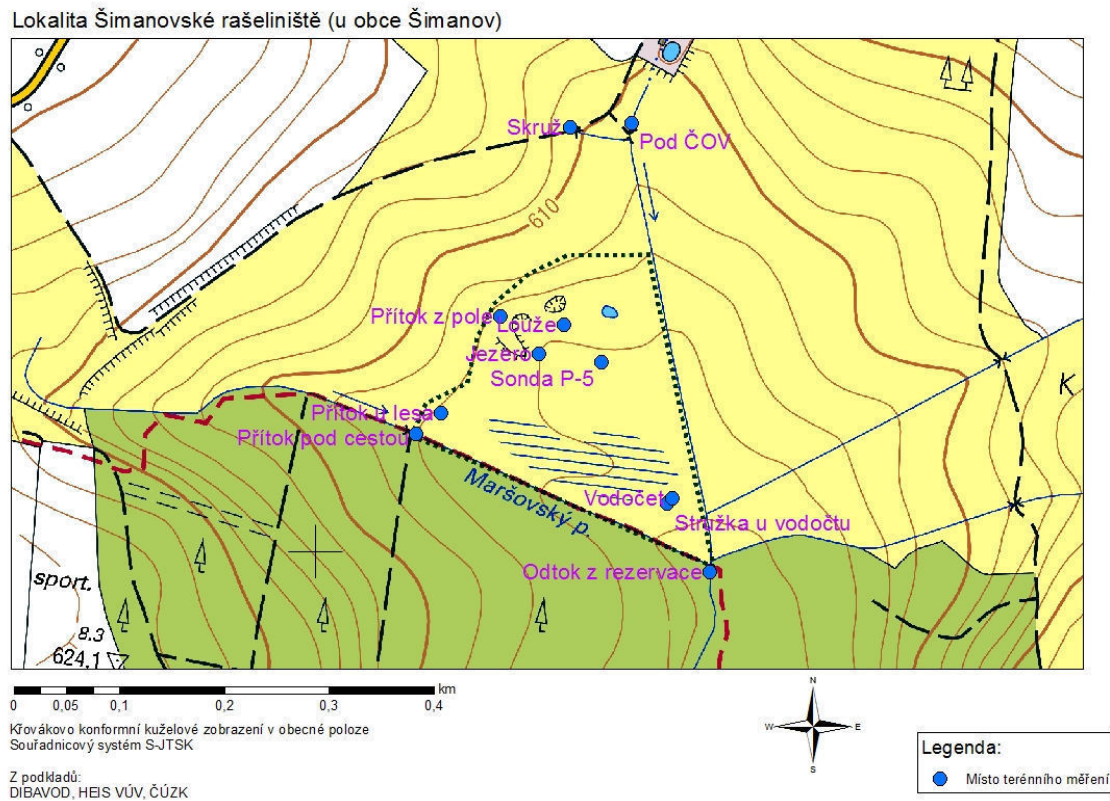 Lokalita Šimanovské rašeliniště (u obce Šimanov)
Skruž
Pod ČOV
610
Přítok z pole
Louže
Jezero
Sonda P-5
Přítok u lesa
Přítok pod cestou
K
Maršovský p.
Vodočet
Stružka u vodočtu
Odtok z rezervace
sport.
8.3
624.1
0 0,05 0,1 0,2 0,3 0,4 km
Křovákovo konformní kuželové zobrazení v obecné poloze
Souřadnicový systém S-JTSK
Z podkladů:
DIBAVOD, HEIS VÚV, ČÚZK
N
W E
S
Legenda:
Místo terénního měření